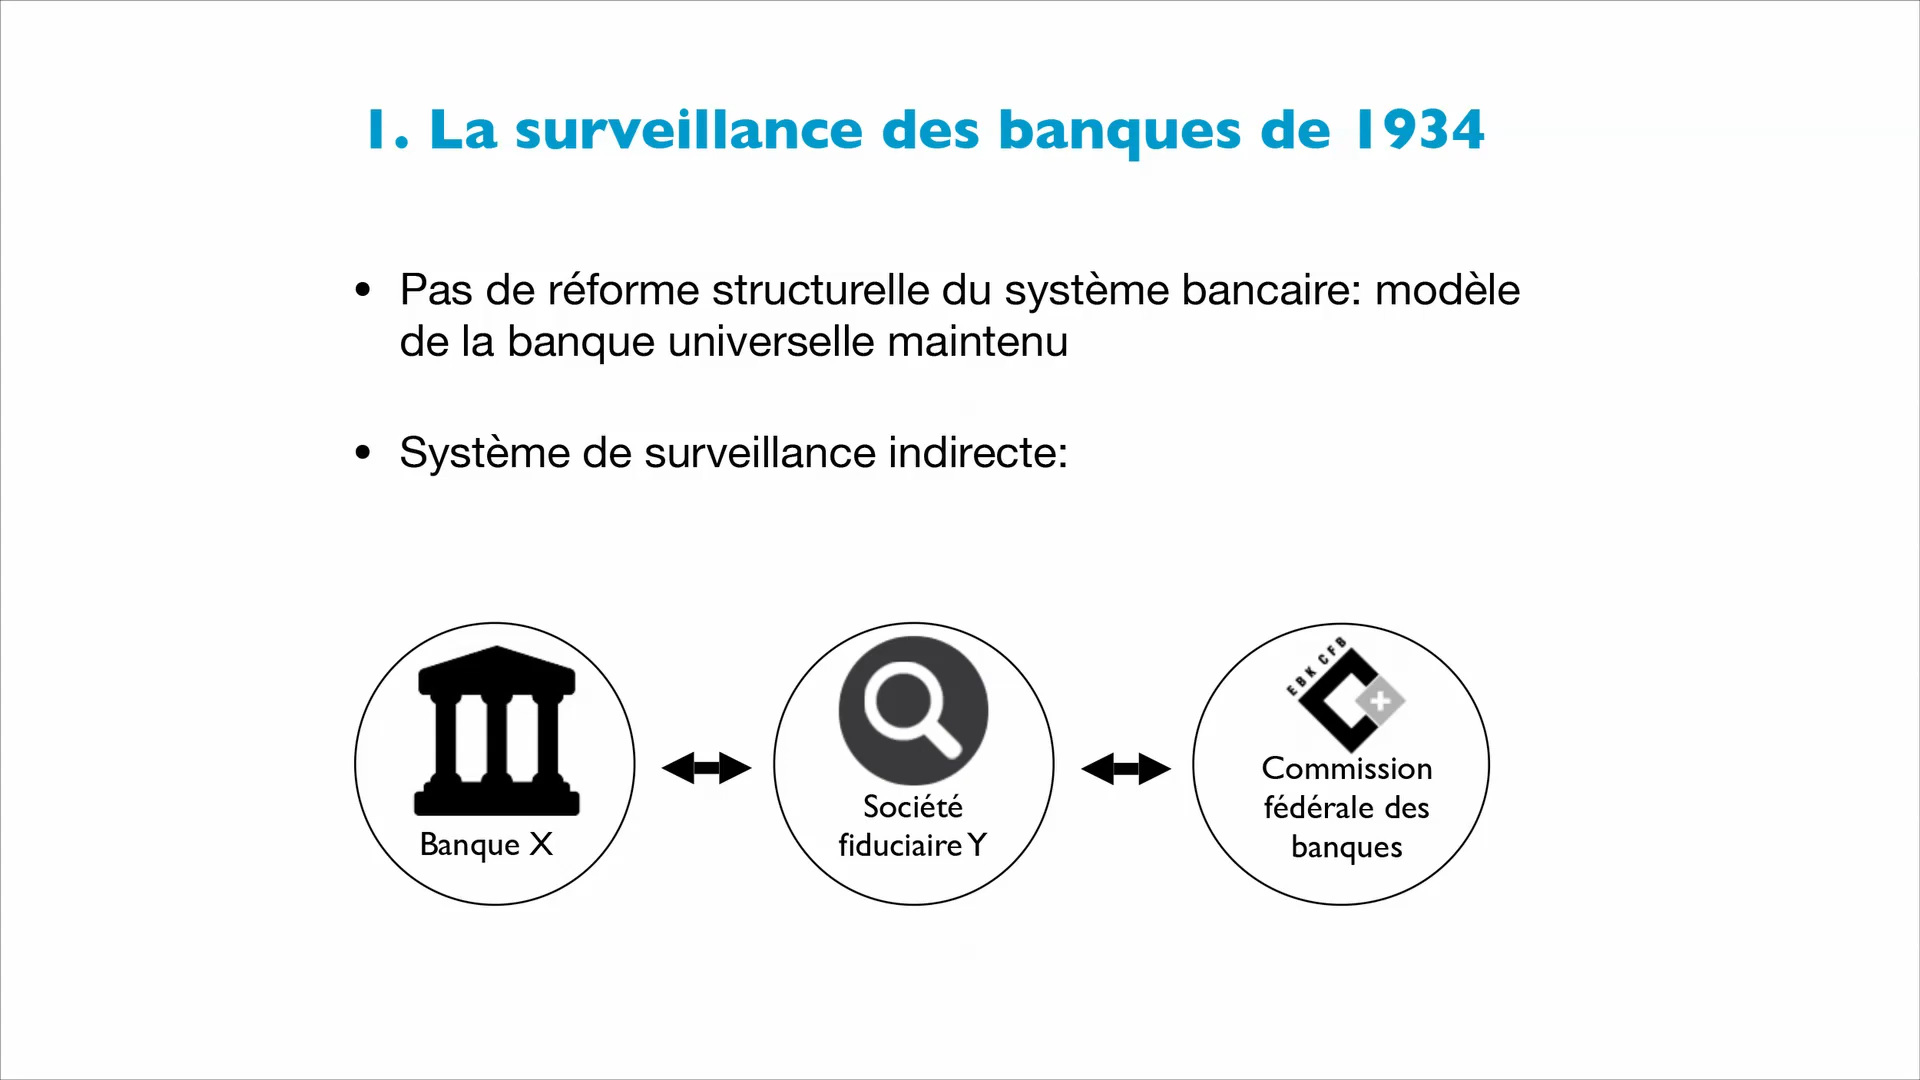 1. La surveillance des banques de 1934
• Pas de réforme structurelle du système bancaire: modèle
de la banque universelle maintenu
• Système de surveillance indirecte:
Banque X
Société
fiduciaire Y
EBK CFB
Commission
fédérale des
banques